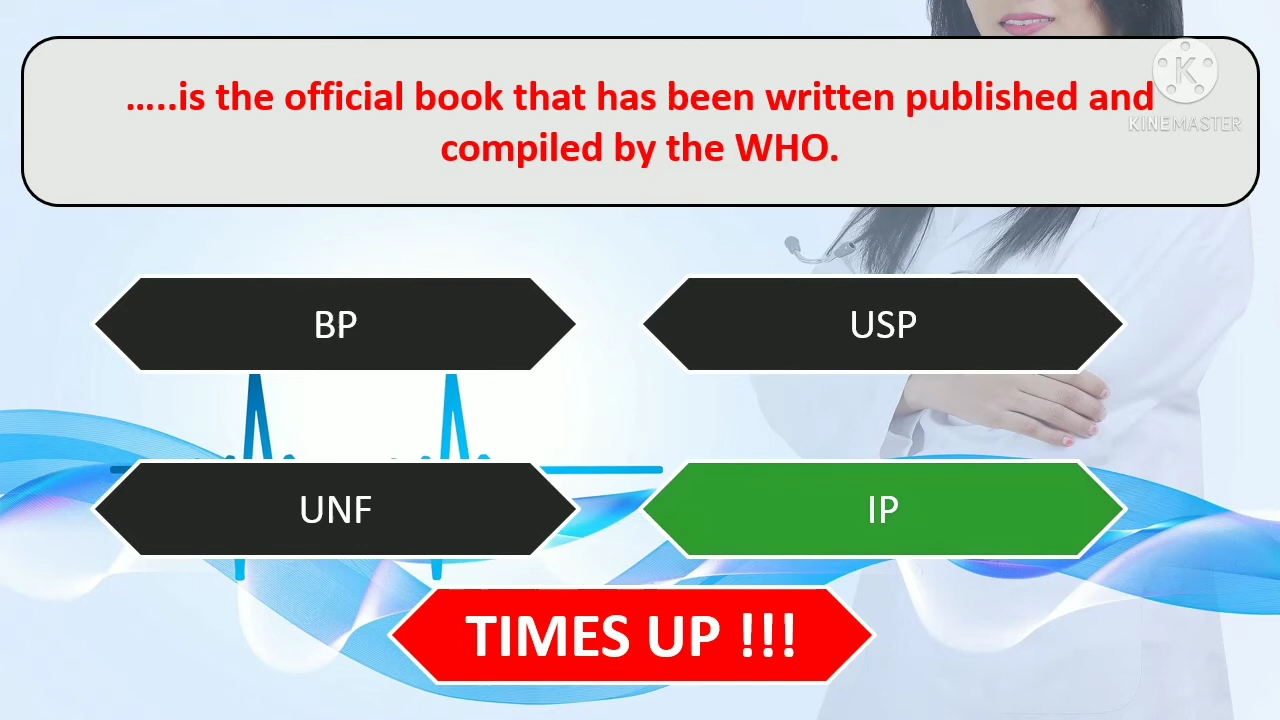 .....is the official book that has been written published and
compiled by the WHO.
K
KINEMASTER
BP
USP
UNF
IP
TIMES UP !!!